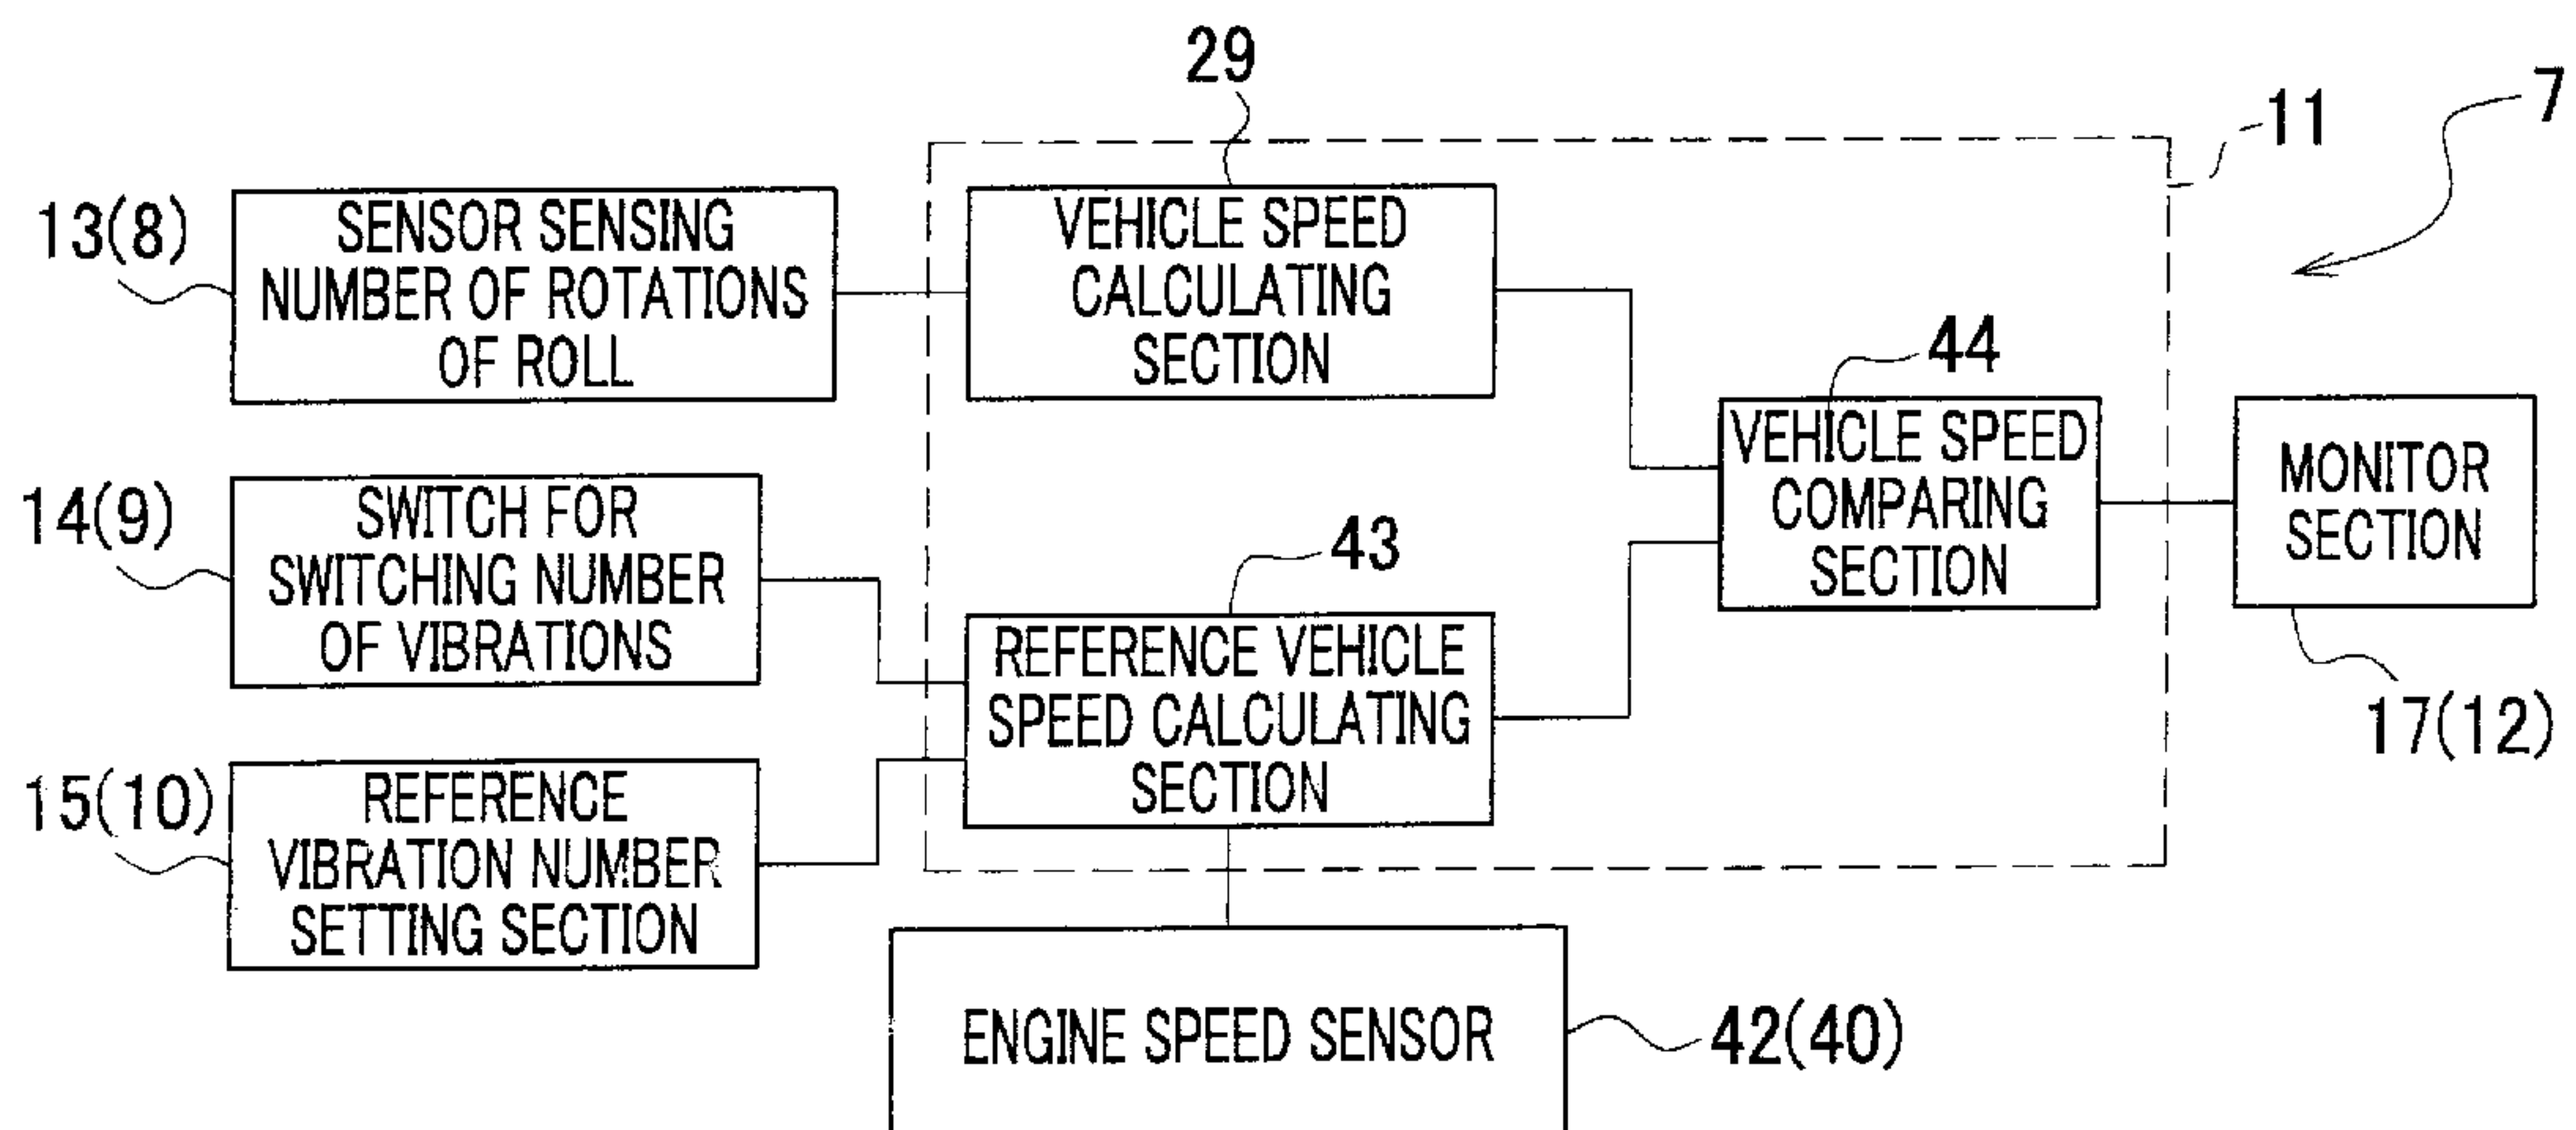 29
7
11
13(8)
SENSOR SENSING
NUMBER OF ROTATIONS
OF ROLL
VEHICLE SPEED
CALCULATING
SECTION
44
VEHICLE SPEED
COMPARING
SECTION
MONITOR
SECTION
17(12)
14(9)
SWITCH FOR
SWITCHING NUMBER
OF VIBRATIONS
43
REFERENCE VEHICLE
SPEED CALCULATING
SECTION
15(10)
REFERENCE
VIBRATION NUMBER
SETTING SECTION
ENGINE SPEED SENSOR
42(40)